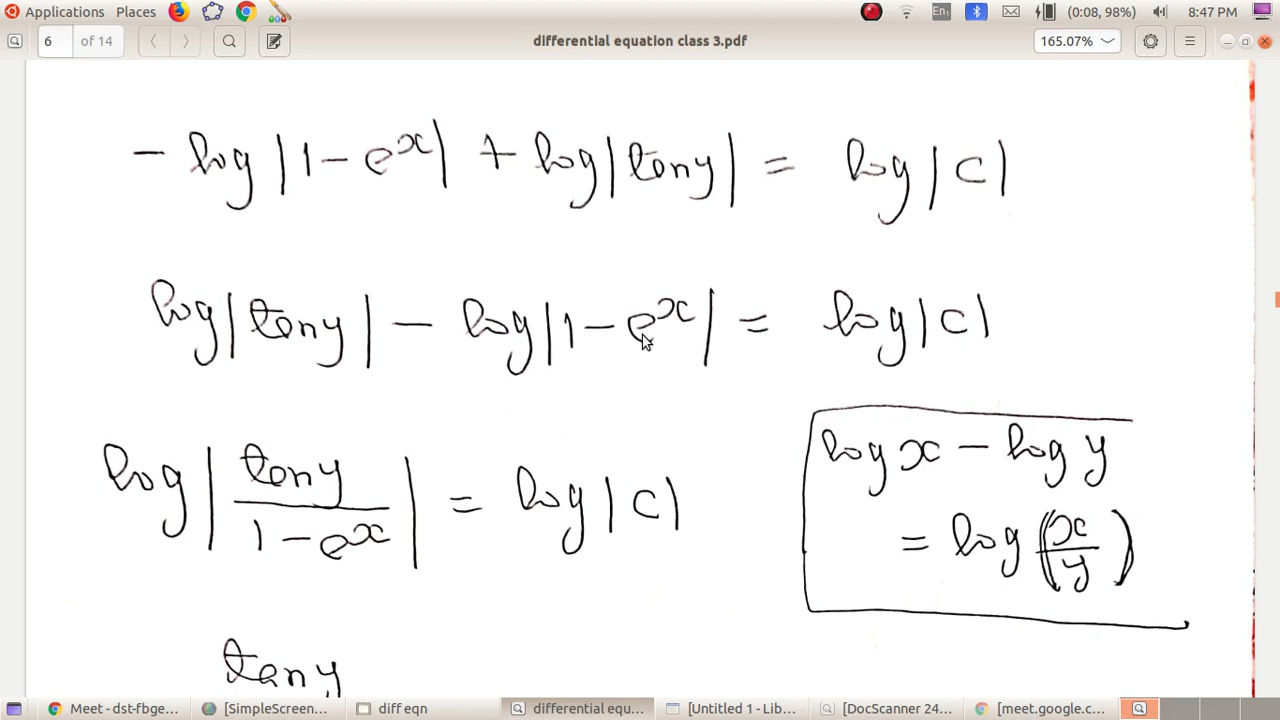 Applications Places En1 (0:08, 98%) 8:47 PM
6 of 14 differential equation class 3.pdf 165.07%
- log |1 - e^x| + log |tan y| = log |c|
log |tan y| - log |1 - e^x| = log |c|
log | tan y / 1 - e^x | = log |c|
log x - log y
= log (x/y)
tan y
Meet - dst-fbge... [SimpleScreen... diff eqn differential equ... [Untitled 1 - Lib... [DocScanner 24... [meet.google.c...